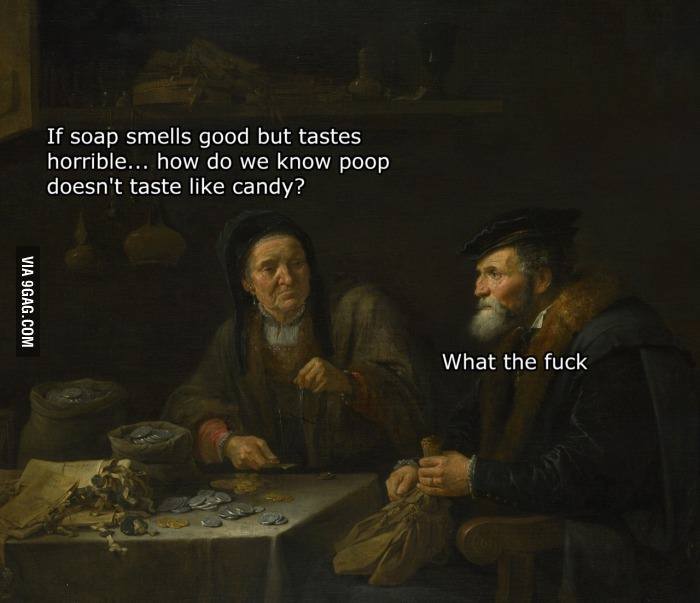 If soap smells good but tastes
horrible... how do we know poop
doesn't taste like candy?
What the fuck
VIA 9GAG.COM